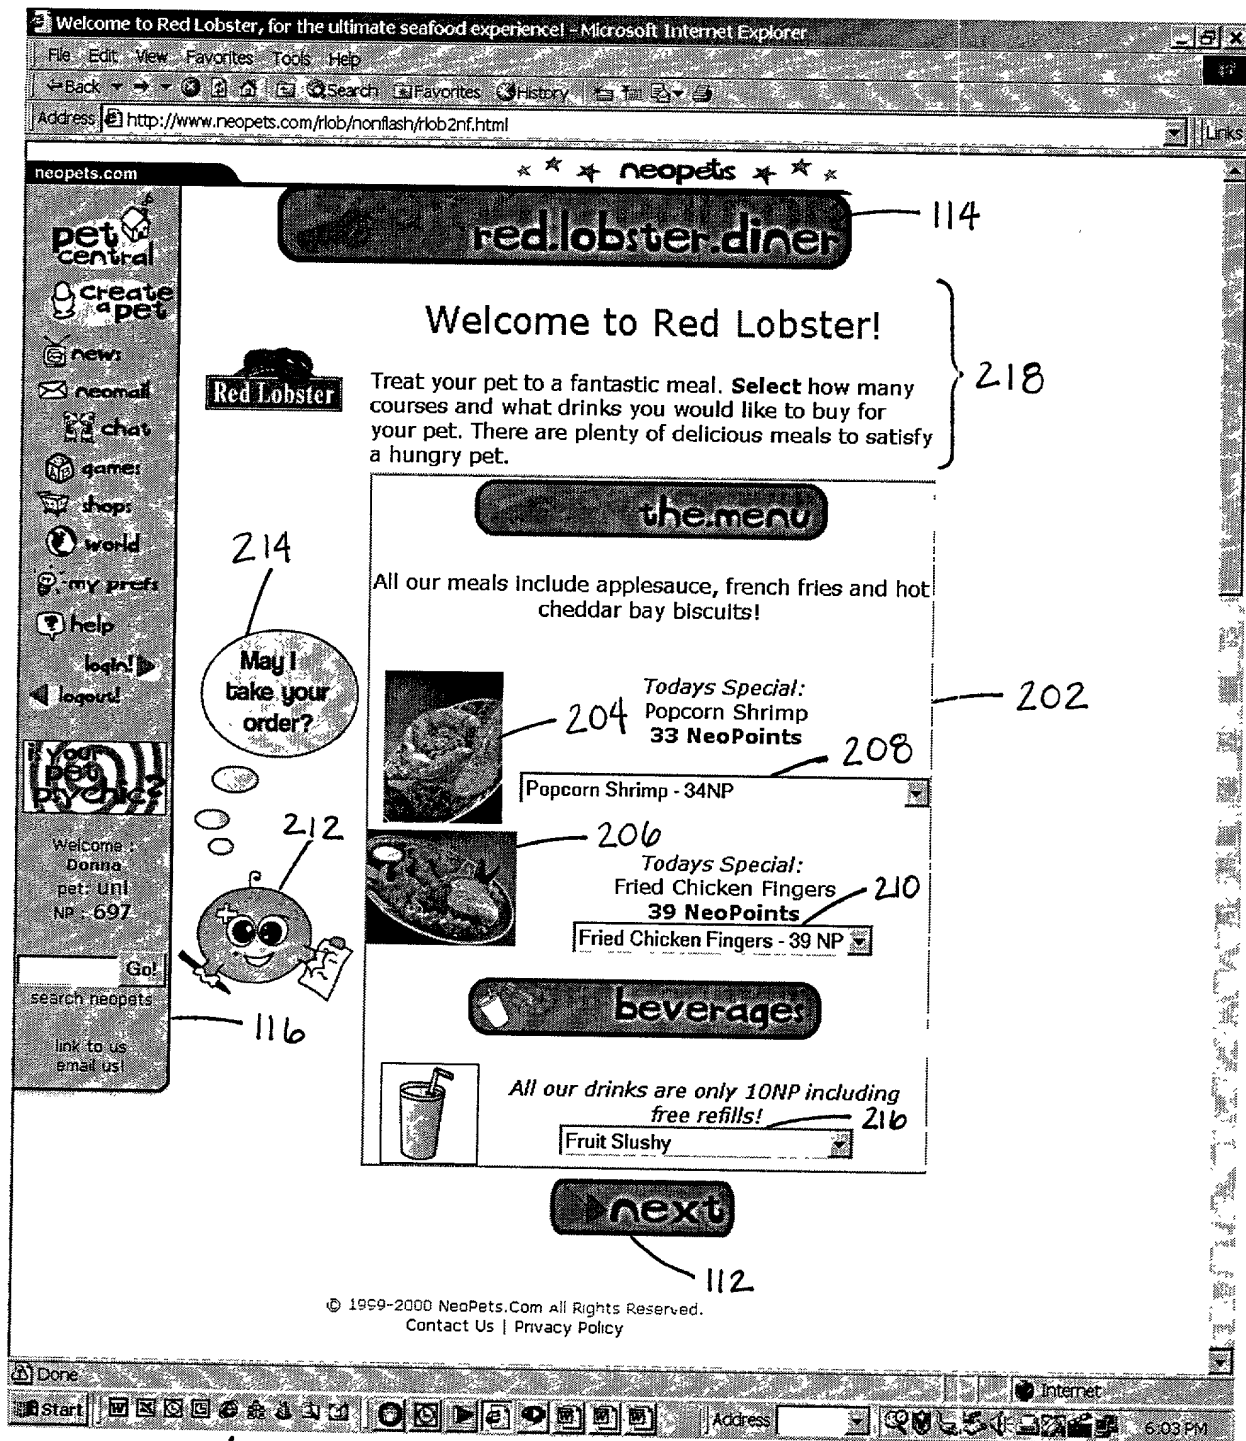 Welcome to Red Lobster, for the ultimate seafood experience! - Microsoft Internet Explorer
File Edit View Favorites Tools Help
Back Search Favorites History
Address http://www.neopets.com/rlob/nonflash/rlob2nf.html Links
neopets.com
neopets
red.lobster.diner
114
pet central
create a pet
news
neomail
chat
games
shops
world
my prefs
help
login!
logout!
is your pet psychic?
Welcome :
Donna
pet: uni
NP : 697
Go!
search neopets
116
link to us
email us!
Welcome to Red Lobster!
218
Red Lobster
Treat your pet to a fantastic meal. Select how many
courses and what drinks you would like to buy for
your pet. There are plenty of delicious meals to satisfy
a hungry pet.
the.menu
All our meals include applesauce, french fries and hot
cheddar bay biscuits!
214
May I
take your
order?
212
204
Todays Special:
Popcorn Shrimp
33 NeoPoints
202
208
Popcorn Shrimp - 34NP
206
Todays Special:
Fried Chicken Fingers
39 NeoPoints
210
Fried Chicken Fingers - 39 NP
beverages
All our drinks are only 10NP including
free refills!
216
Fruit Slushy
next
112
© 1999-2000 NeoPets.Com All Rights Reserved.
Contact Us | Privacy Policy
Done Internet
Start Address 6:03 PM